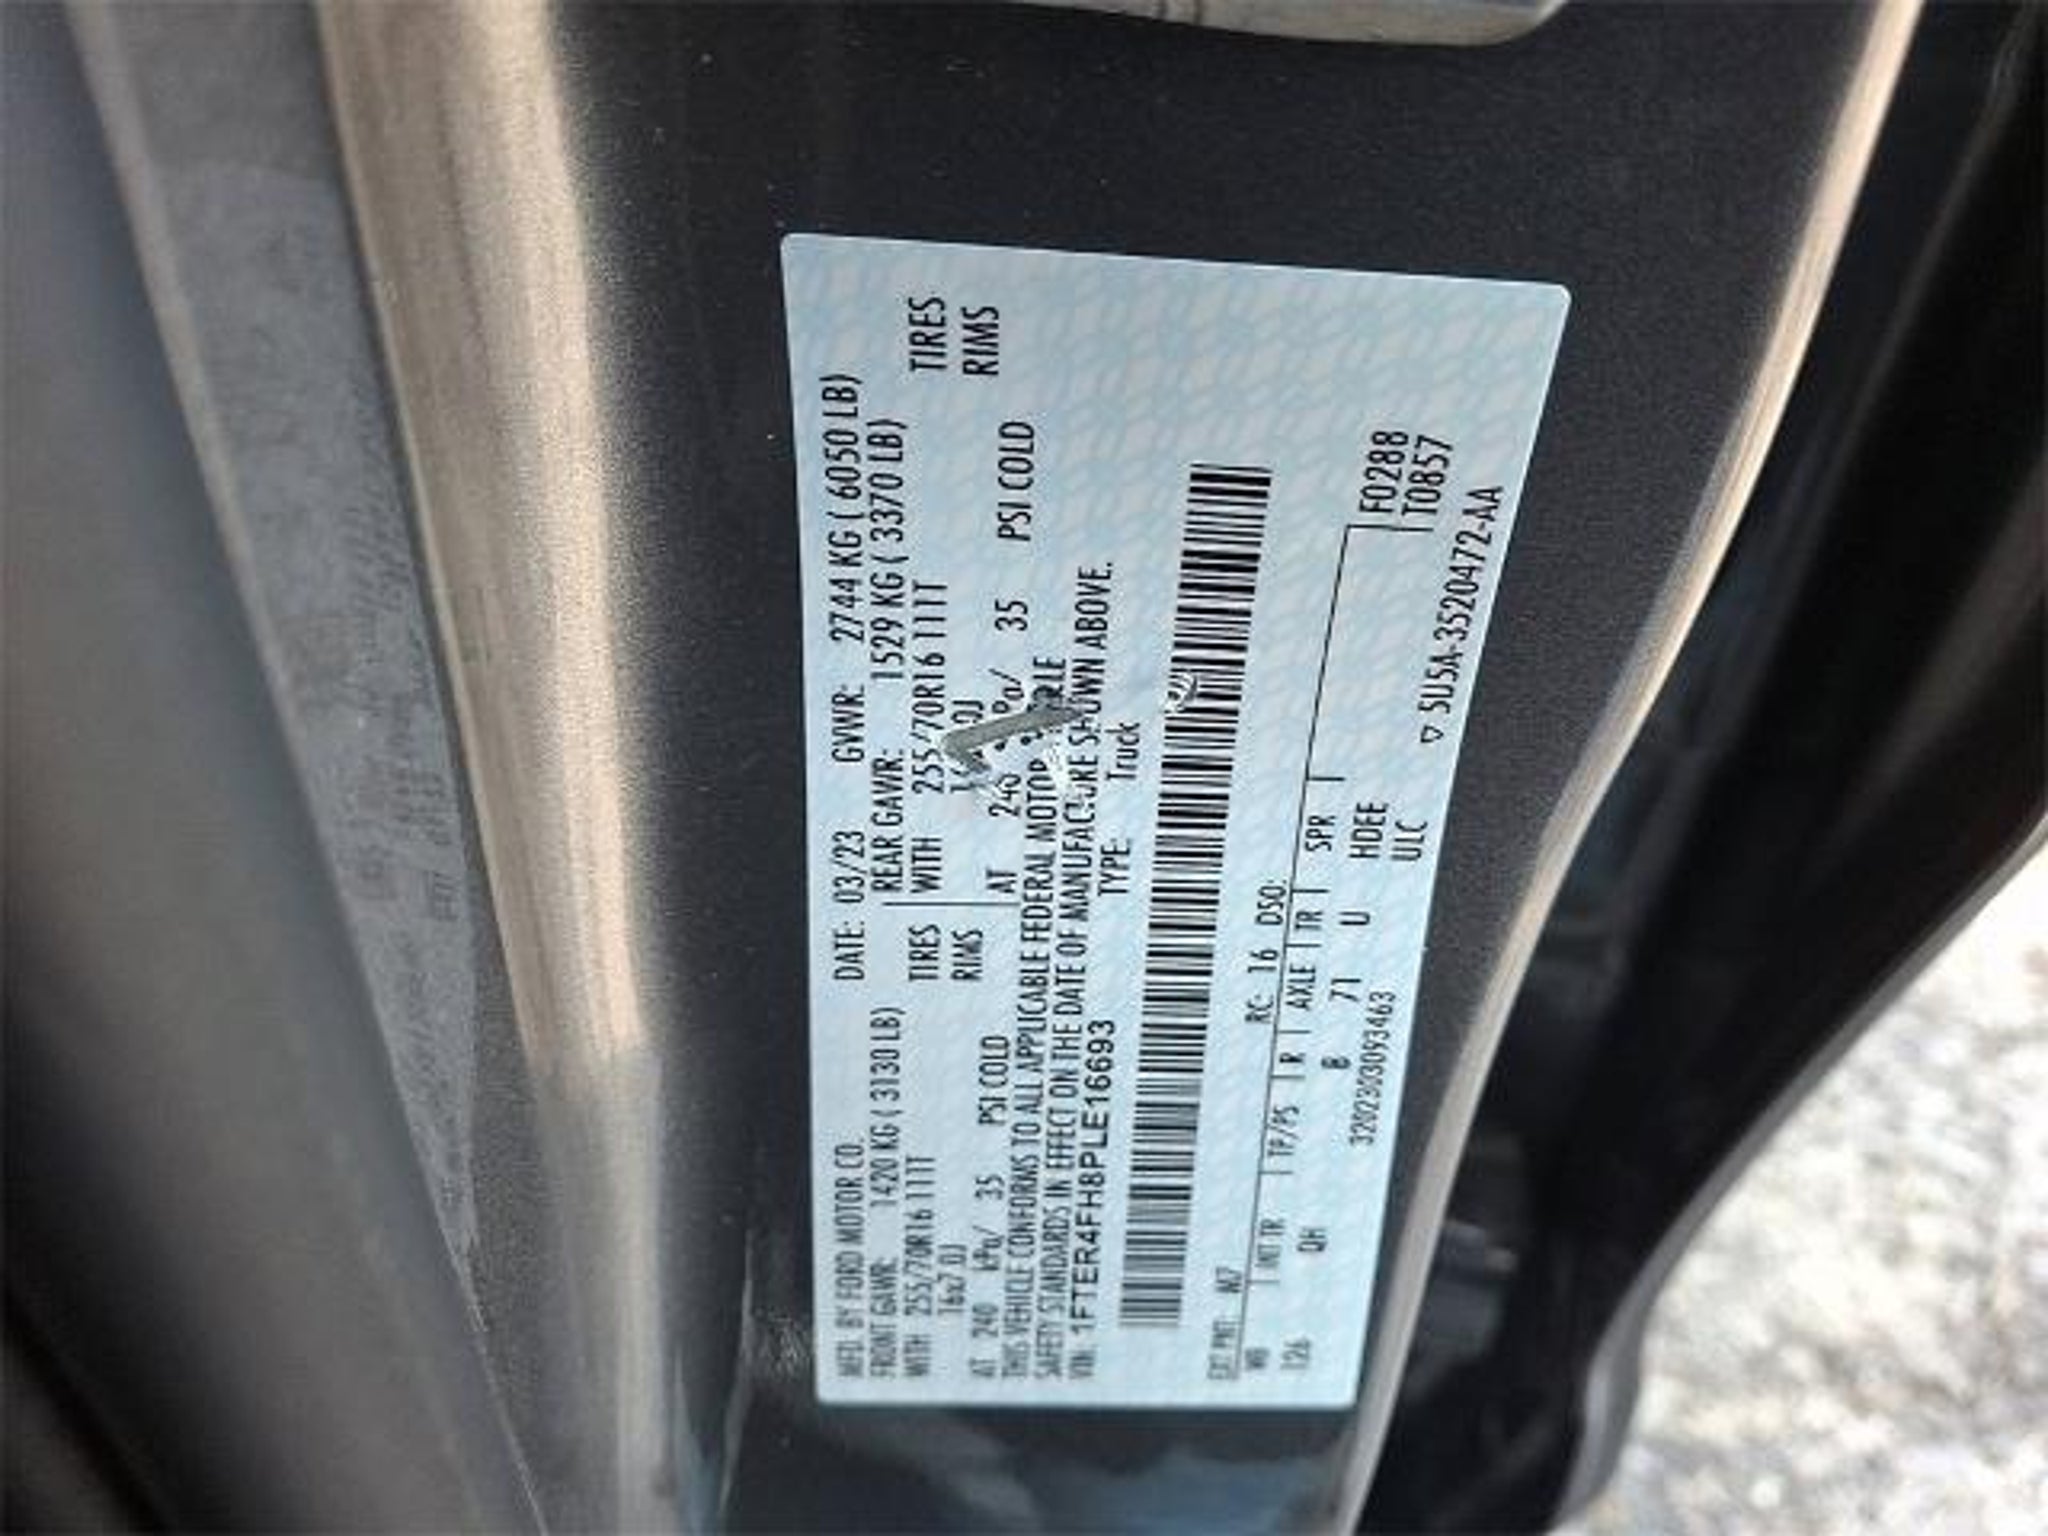 MFD. BY FORD MOTOR CO. DATE: 03/23 GVWR: 2744 KG ( 6050 LB)
FRONT GAWR: 1420 KG ( 3130 LB) REAR GAWR: 1529 KG ( 3370 LB)
WITH 255/70R16 111T TIRES WITH 255/70R16 111T TIRES
16x7.0J RIMS RIMS
AT 240 kPa/ 35 PSI COLD AT 240 35 PSI COLD
THIS VEHICLE CONFORMS TO ALL APPLICABLE FEDERAL MOTOR
SAFETY STANDARDS IN EFFECT ON THE DATE OF MANUFACTURE SHOWN ABOVE.
VIN: 1FTER4FH8PLE16693 TYPE: Truck
EXT PNT: M7 RC: 16 DSO:
WB INT TR TP/PS R AXLE TR SPR F0288
126 QH B 71 U HDEE T0857
ULC
3202303093463
▽ 5U5A-3520472-AA